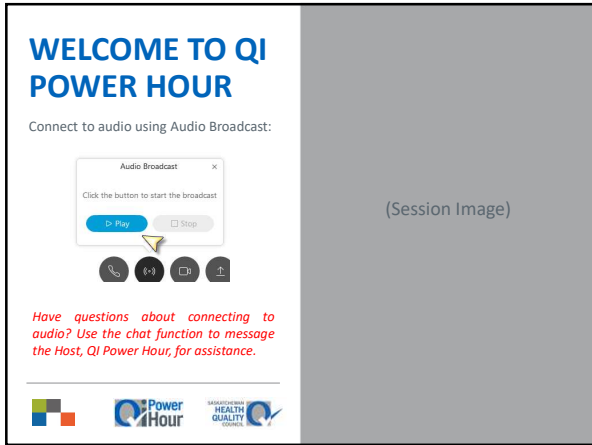 WELCOME TO QI
POWER HOUR
Connect to audio using Audio Broadcast:
Audio Broadcast ×
Click the button to start the broadcast
Play
Stop
(Session Image)
Have questions about connecting to
audio? Use the chat function to message
the Host, QI Power Hour, for assistance.
Qi Power
Hour
SASKATCHEWAN
HEALTH
QUALITY
COUNCIL